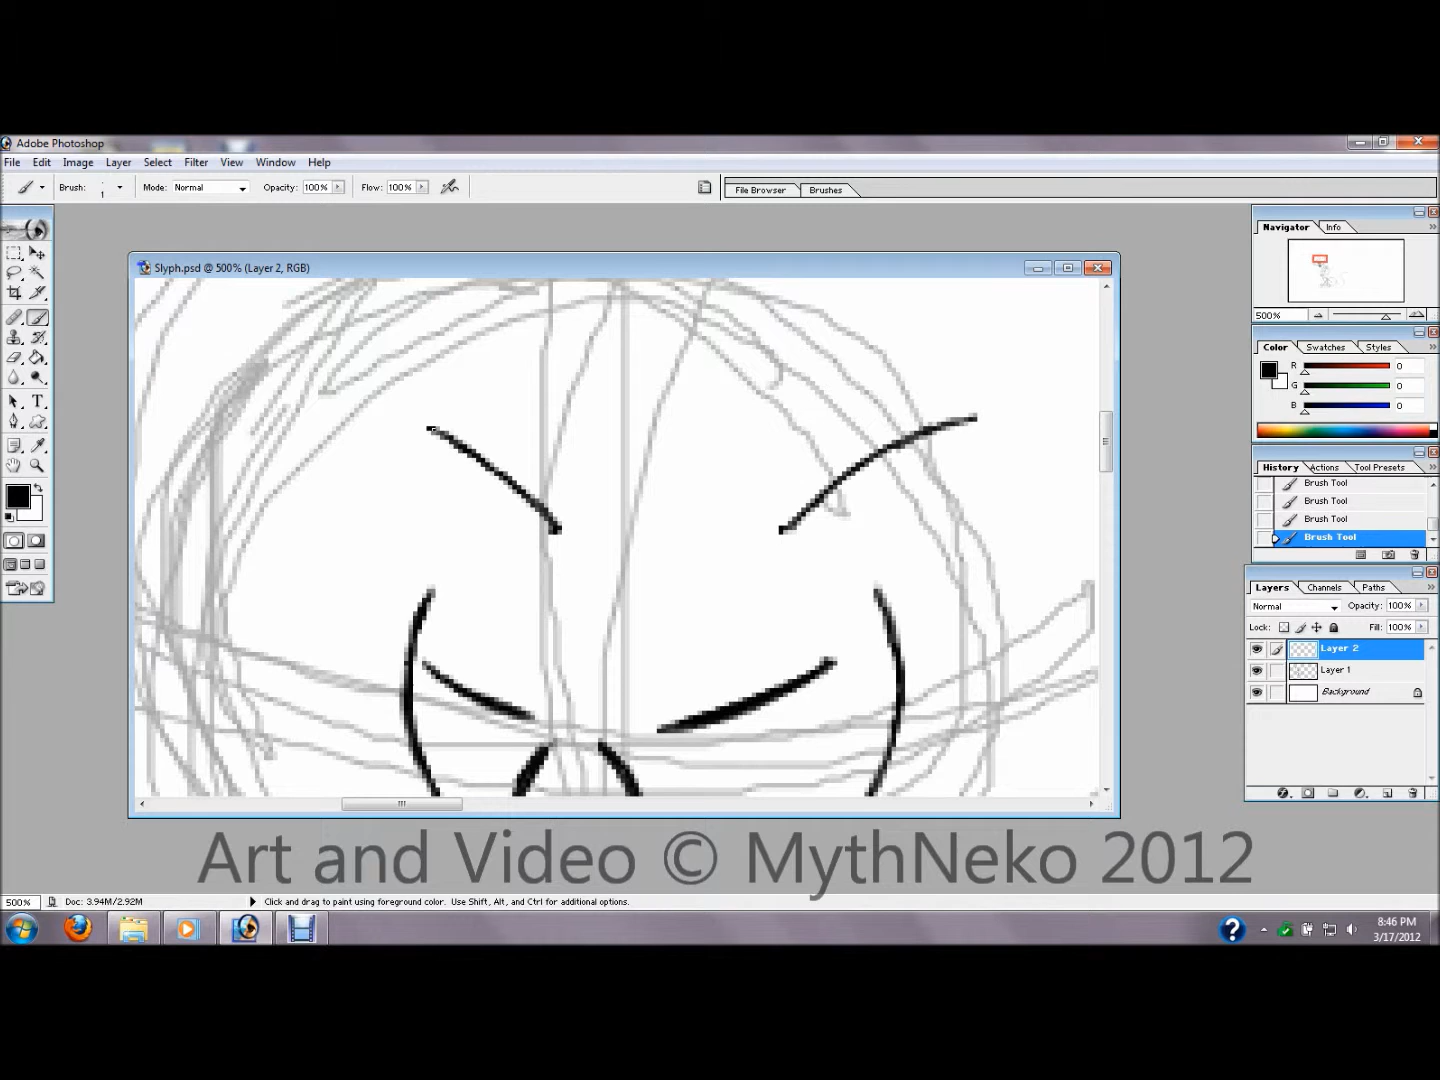 Adobe Photoshop
File Edit Image Layer Select Filter View Window Help
Brush: 1 Mode: Normal Opacity: 100% Flow: 100% File Browser Brushes
Slyph.psd @ 500% (Layer 2, RGB)
Navigator Info
500%
Color Swatches Styles
R 0
G 0
B 0
History Actions Tool Presets
Brush Tool
Brush Tool
Brush Tool
Brush Tool
Layers Channels Paths
Normal Opacity: 100%
Lock: Fill: 100%
Layer 2
Layer 1
Background
Art and Video © MythNeko 2012
500% Doc: 3.94M/2.92M Click and drag to paint using foreground color. Use Shift, Alt, and Ctrl for additional options.
8:46 PM
3/17/2012